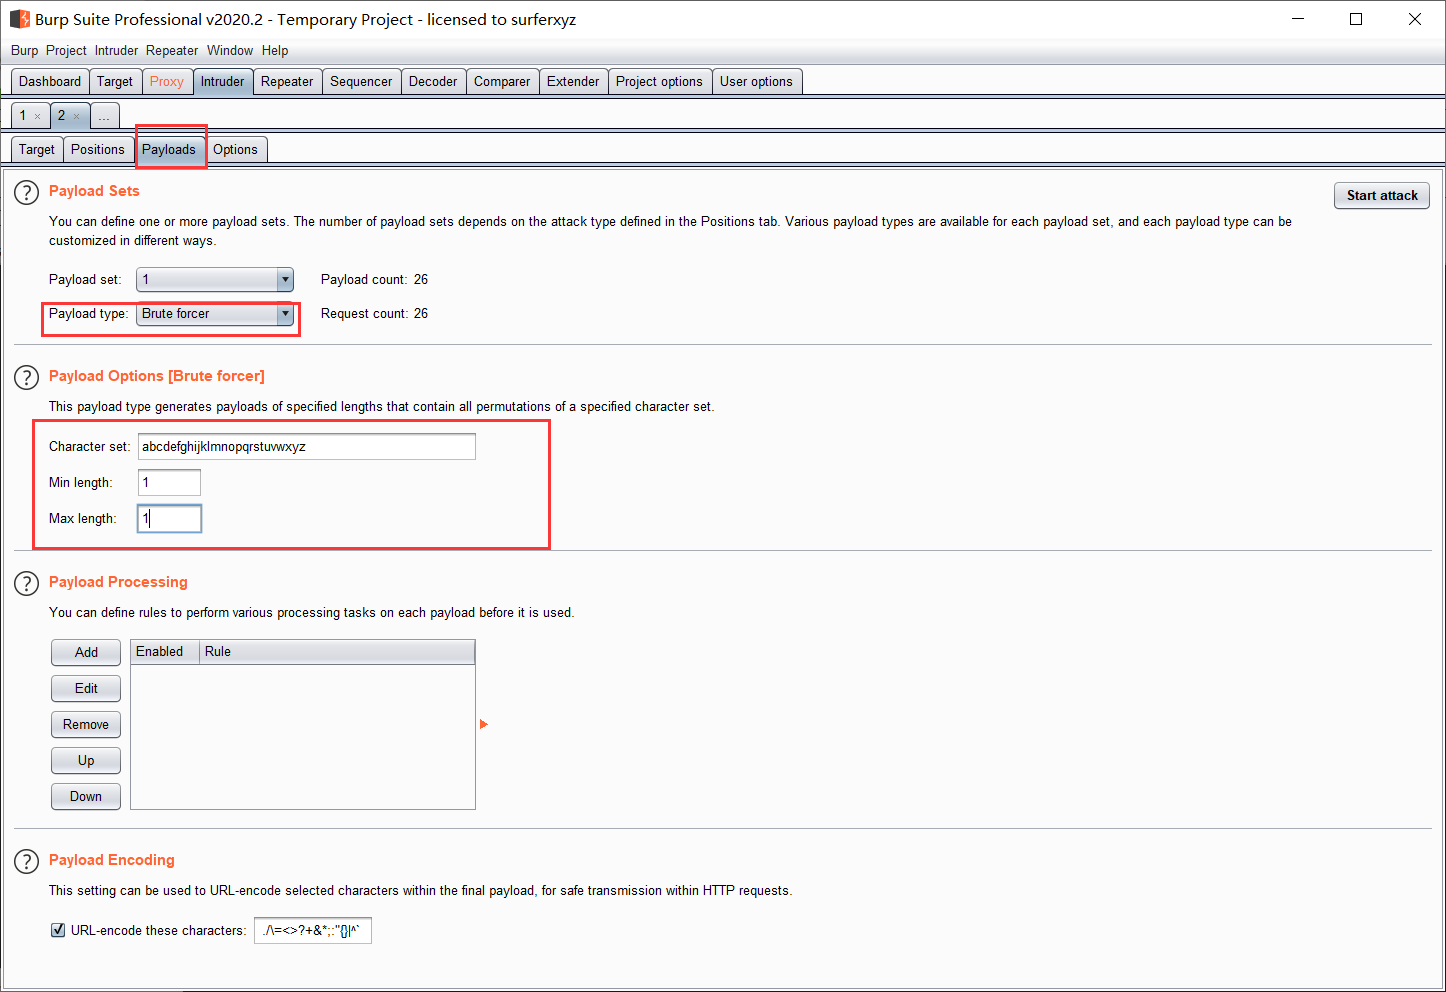 Burp Suite Professional v2020.2 - Temporary Project - licensed to surferxyz
Burp Project Intruder Repeater Window Help
Dashboard Target Proxy Intruder Repeater Sequencer Decoder Comparer Extender Project options User options
1 × 2 × ...
Target Positions Payloads Options
? Payload Sets
Start attack
You can define one or more payload sets. The number of payload sets depends on the attack type defined in the Positions tab. Various payload types are available for each payload set, and each payload type can be
customized in different ways.
Payload set: 1 Payload count: 26
Payload type: Brute forcer Request count: 26
? Payload Options [Brute forcer]
This payload type generates payloads of specified lengths that contain all permutations of a specified character set.
Character set: abcdefghijklmnopqrstuvwxyz
Min length: 1
Max length: 1
? Payload Processing
You can define rules to perform various processing tasks on each payload before it is used.
Add Enabled Rule
Edit
Remove
Up
Down
? Payload Encoding
This setting can be used to URL-encode selected characters within the final payload, for safe transmission within HTTP requests.
URL-encode these characters: ./\=<>?+&*;:"{}|^`